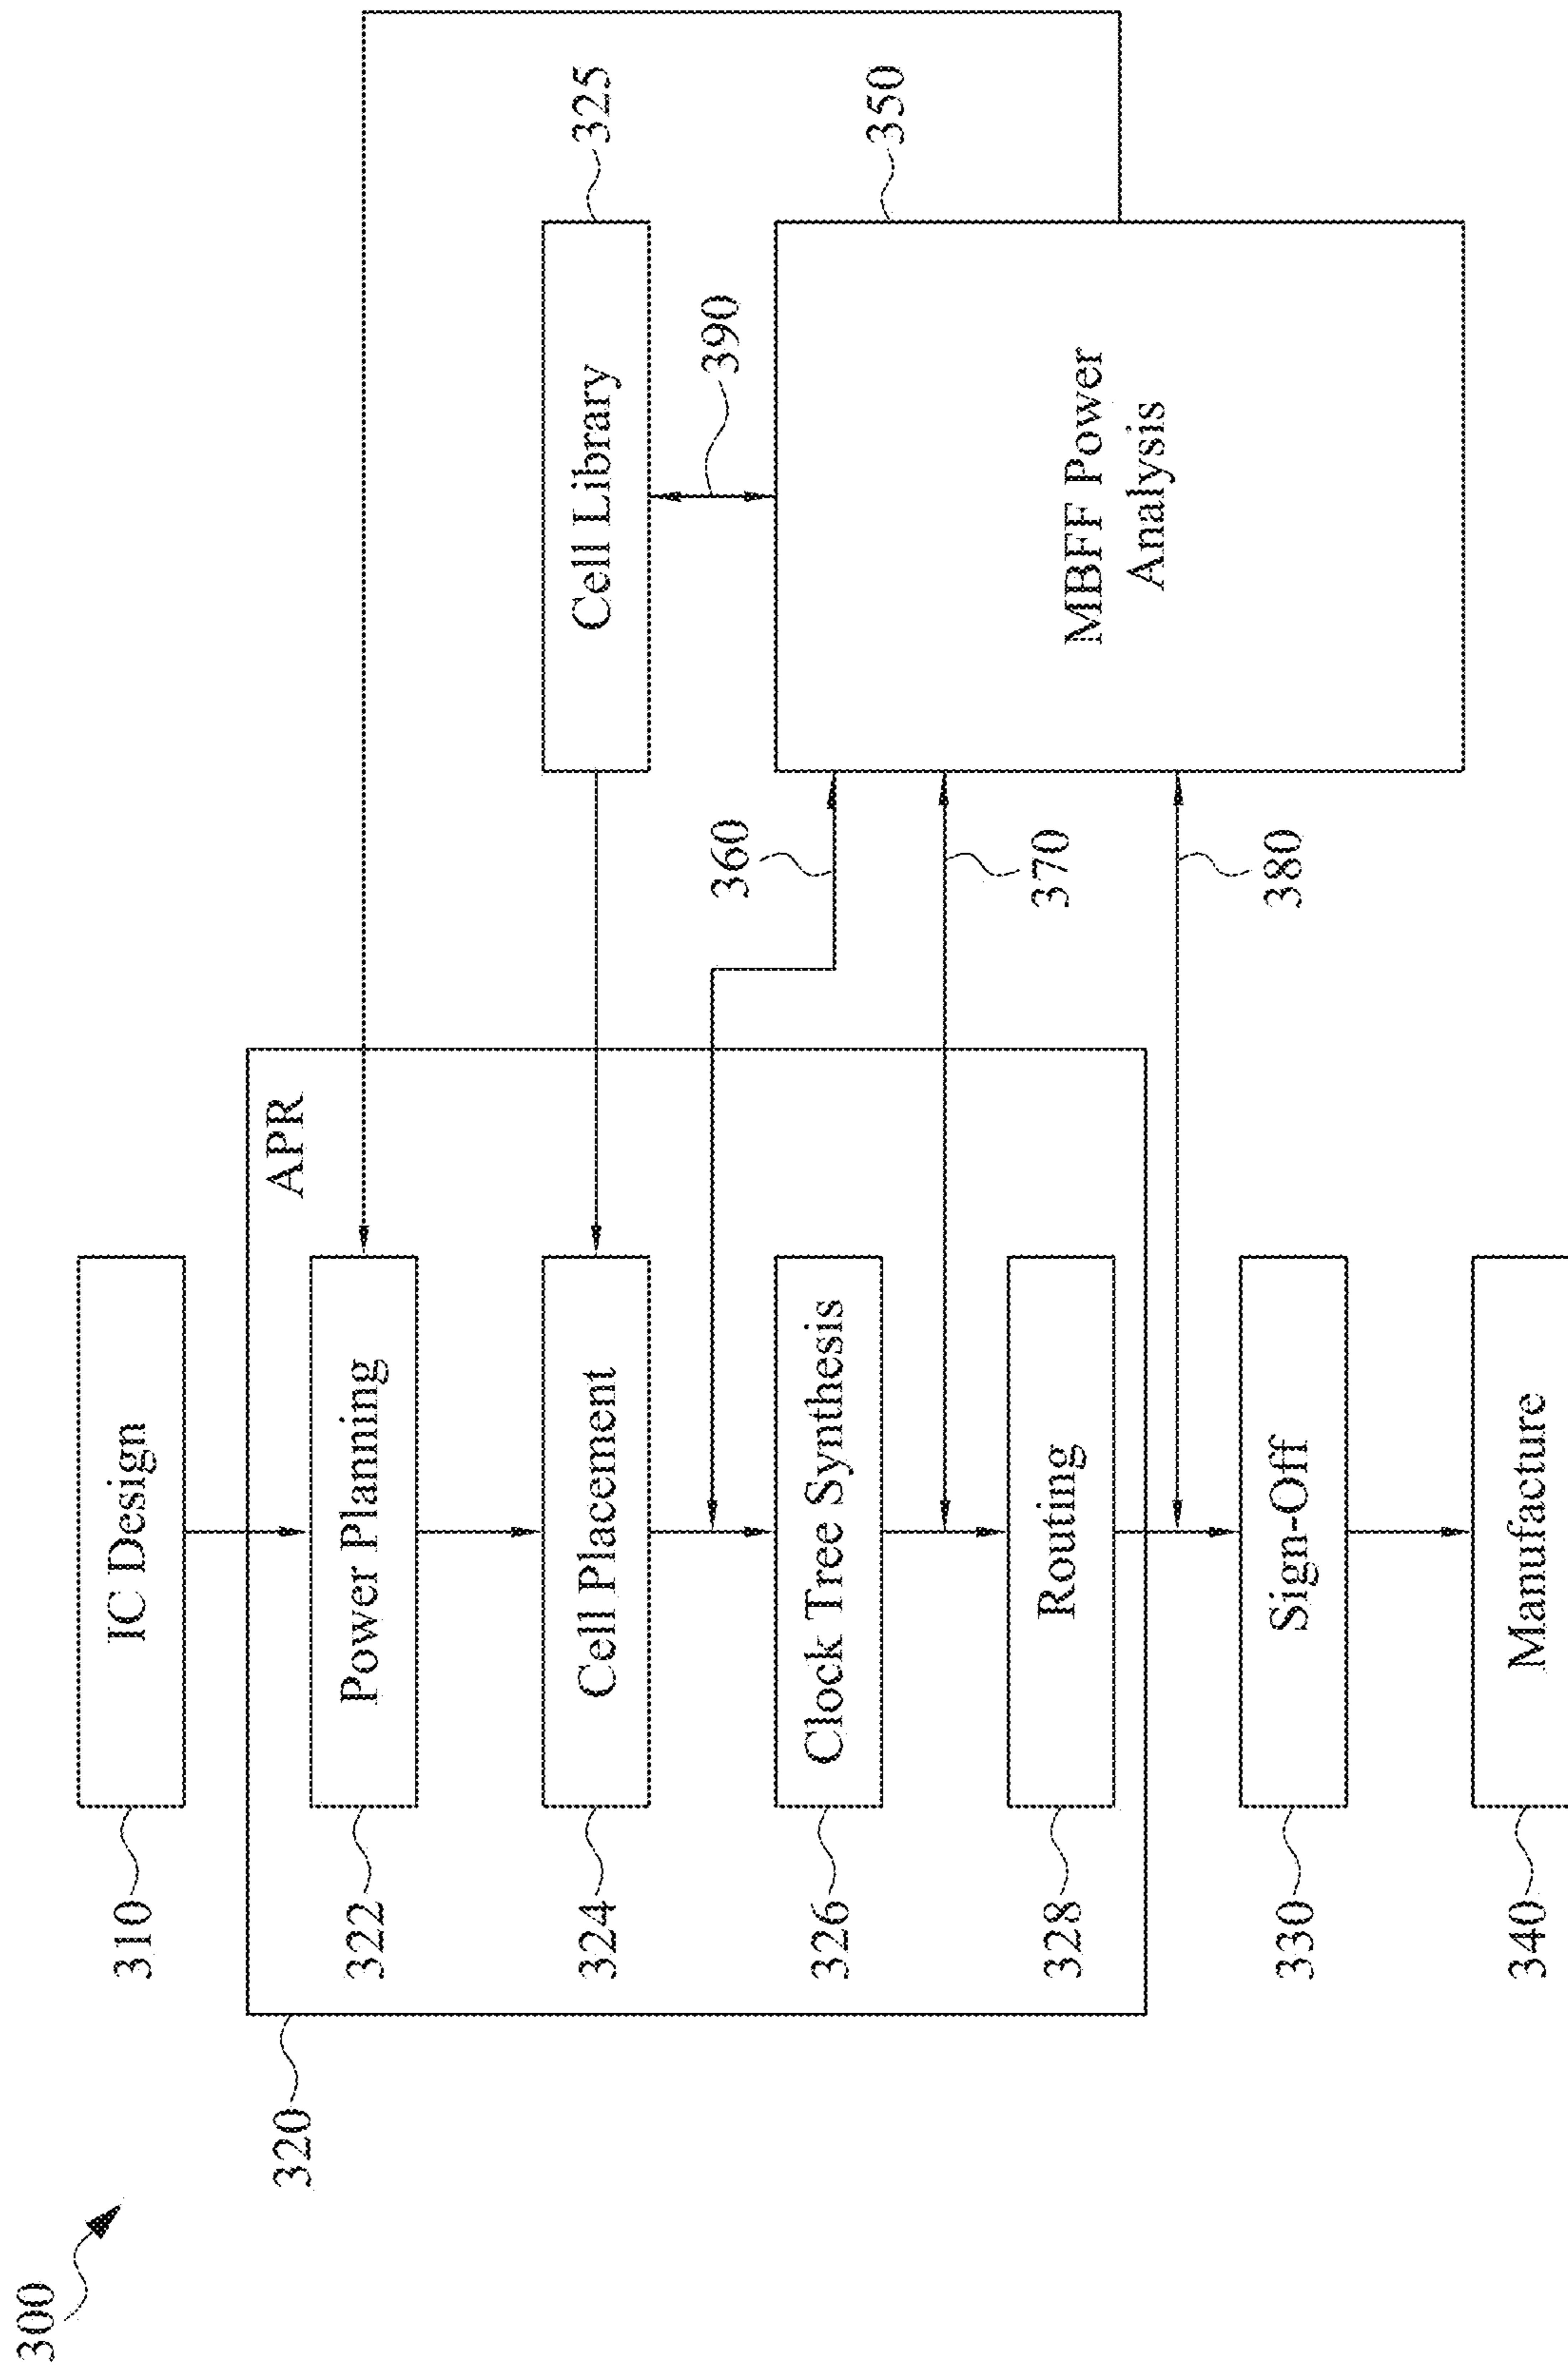 300
310
IC Design
320
APR
322
Power Planning
324
Cell Placement
Cell Library
325
326
Clock Tree Synthesis
360
390
328
Routing
370
MBFF Power
Analysis
350
330
Sign-Off
380
340
Manufacture